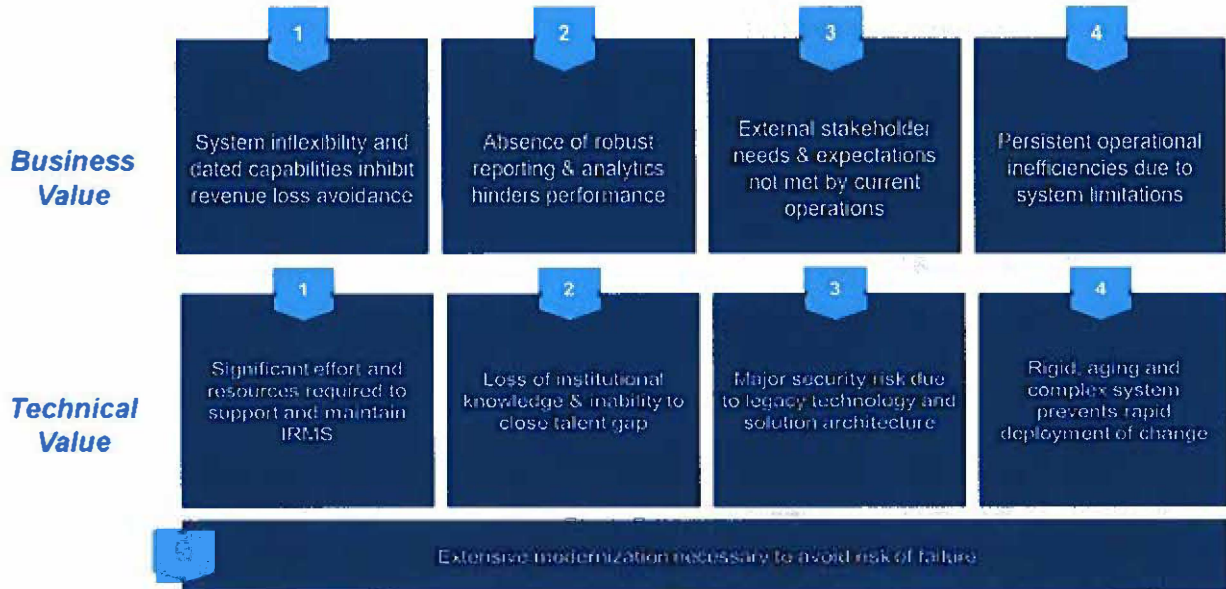 Business
Value
1
System inflexibility and
dated capabilities inhibit
revenue loss avoidance
2
Absence of robust
reporting & analytics
hinders performance
3
External stakeholder
needs & expectations
not met by current
operations
4
Persistent operational
inefficiencies due to
system limitations
Technical
Value
1
Significant effort and
resources required to
support and maintain
IRMS
2
Loss of institutional
knowledge & inability to
close talent gap
3
Major security risk due
to legacy technology and
solution architecture
4
Rigid, aging and
complex system
prevents rapid
deployment of change
5
Extensive modernization necessary to avoid risk of failure